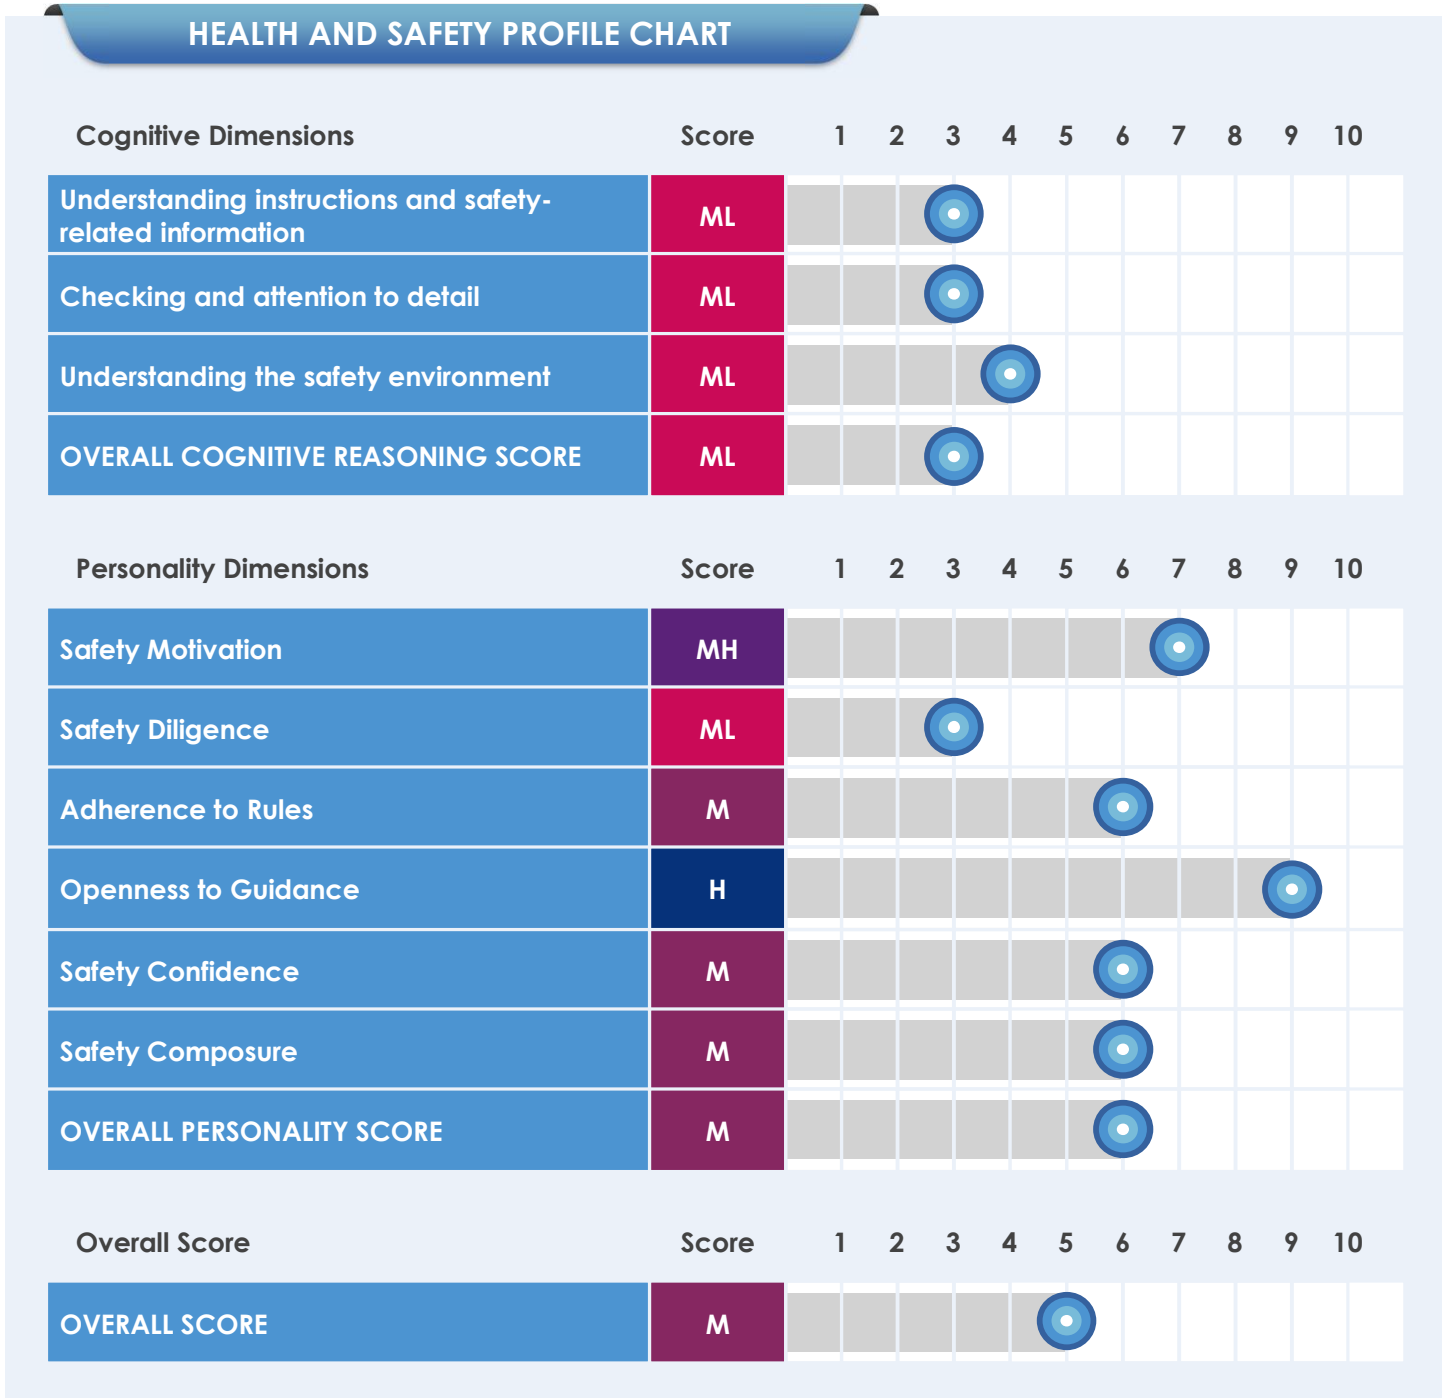 HEALTH AND SAFETY PROFILE CHART
Cognitive Dimensions Score 1 2 3 4 5 6 7 8 9 10
Understanding instructions and safety-
related information ML
Checking and attention to detail ML
Understanding the safety environment ML
OVERALL COGNITIVE REASONING SCORE ML
Personality Dimensions Score 1 2 3 4 5 6 7 8 9 10
Safety Motivation MH
Safety Diligence ML
Adherence to Rules M
Openness to Guidance H
Safety Confidence M
Safety Composure M
OVERALL PERSONALITY SCORE M
Overall Score Score 1 2 3 4 5 6 7 8 9 10
OVERALL SCORE M